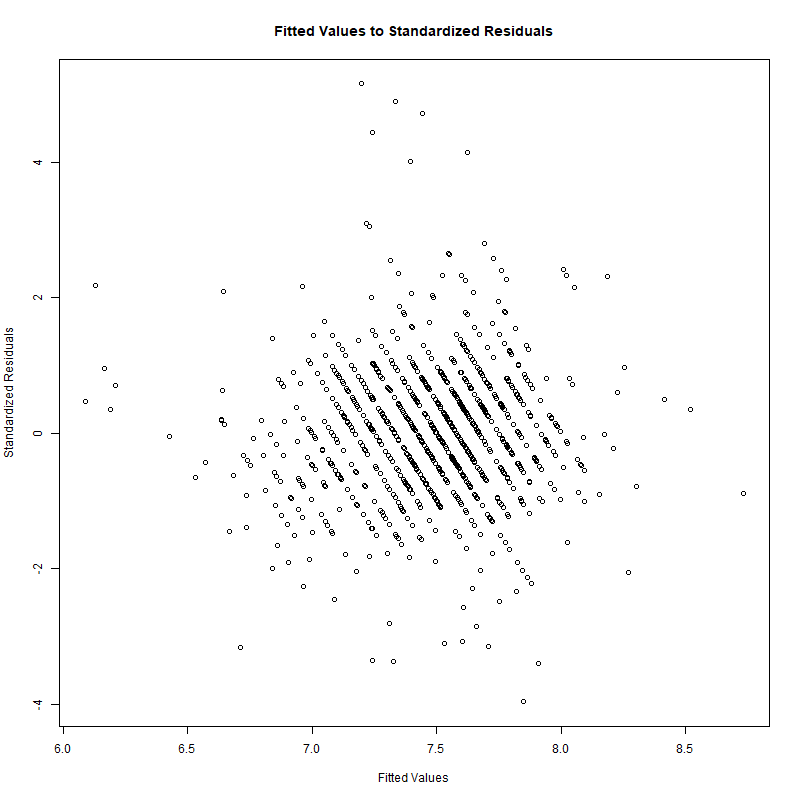 Fitted Values to Standardized Residuals
Standardized Residuals
4
2
0
-2
-4
6.0 6.5 7.0 7.5 8.0 8.5
Fitted Values